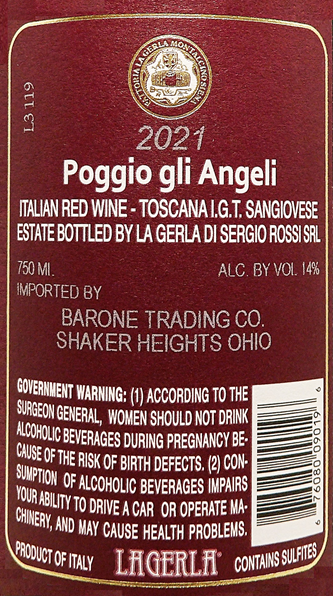 FATTORIA LA GERLA MONTALCINO SIENA
L3 119
2021
Poggio gli Angeli
ITALIAN RED WINE - TOSCANA I.G.T. SANGIOVESE
ESTATE BOTTLED BY LA GERLA DI SERGIO ROSSI SRL
750 Ml.
ALC. BY VOL 14%
IMPORTED BY
BARONE TRADING CO.
SHAKER HEIGHTS OHIO
GOVERNMENT WARNING: (1) ACCORDING TO THE
SURGEON GENERAL, WOMEN SHOULD NOT DRINK
ALCOHOLIC BEVERAGES DURING PREGNANCY BE-
CAUSE OF THE RISK OF BIRTH DEFECTS. (2) CON-
SUMPTION OF ALCOHOLIC BEVERAGES IMPAIRS
YOUR ABILITY TO DRIVE A CAR OR OPERATE MA-
CHINERY, AND MAY CAUSE HEALTH PROBLEMS.
6 76080 09019 6
PRODUCT OF ITALY
LAGERLA®
CONTAINS SULFITES